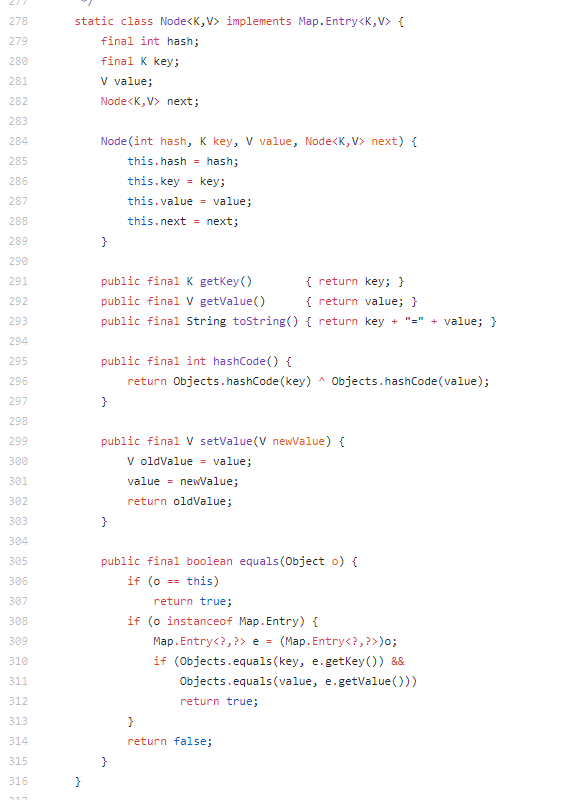 277 */
278 static class Node<K,V> implements Map.Entry<K,V> {
279 final int hash;
280 final K key;
281 V value;
282 Node<K,V> next;
283
284 Node(int hash, K key, V value, Node<K,V> next) {
285 this.hash = hash;
286 this.key = key;
287 this.value = value;
288 this.next = next;
289 }
290
291 public final K getKey() { return key; }
292 public final V getValue() { return value; }
293 public final String toString() { return key + "=" + value; }
294
295 public final int hashCode() {
296 return Objects.hashCode(key) ^ Objects.hashCode(value);
297 }
298
299 public final V setValue(V newValue) {
300 V oldValue = value;
301 value = newValue;
302 return oldValue;
303 }
304
305 public final boolean equals(Object o) {
306 if (o == this)
307 return true;
308 if (o instanceof Map.Entry) {
309 Map.Entry<?,?> e = (Map.Entry<?,?>)o;
310 if (Objects.equals(key, e.getKey()) &&
311 Objects.equals(value, e.getValue()))
312 return true;
313 }
314 return false;
315 }
316 }
317